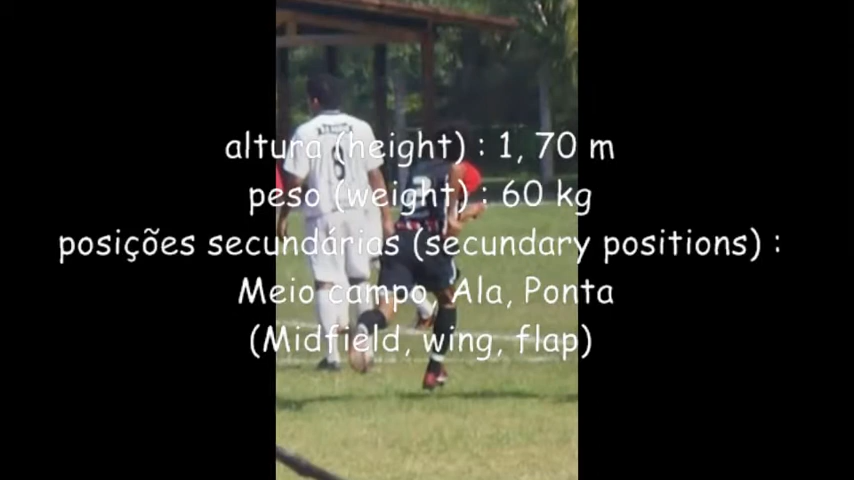 altura (height) : 1, 70 m
peso (weight) : 60 kg
posições secundárias (secundary positions) :
Meio campo, Ala, Ponta
(Midfield, wing, flap)